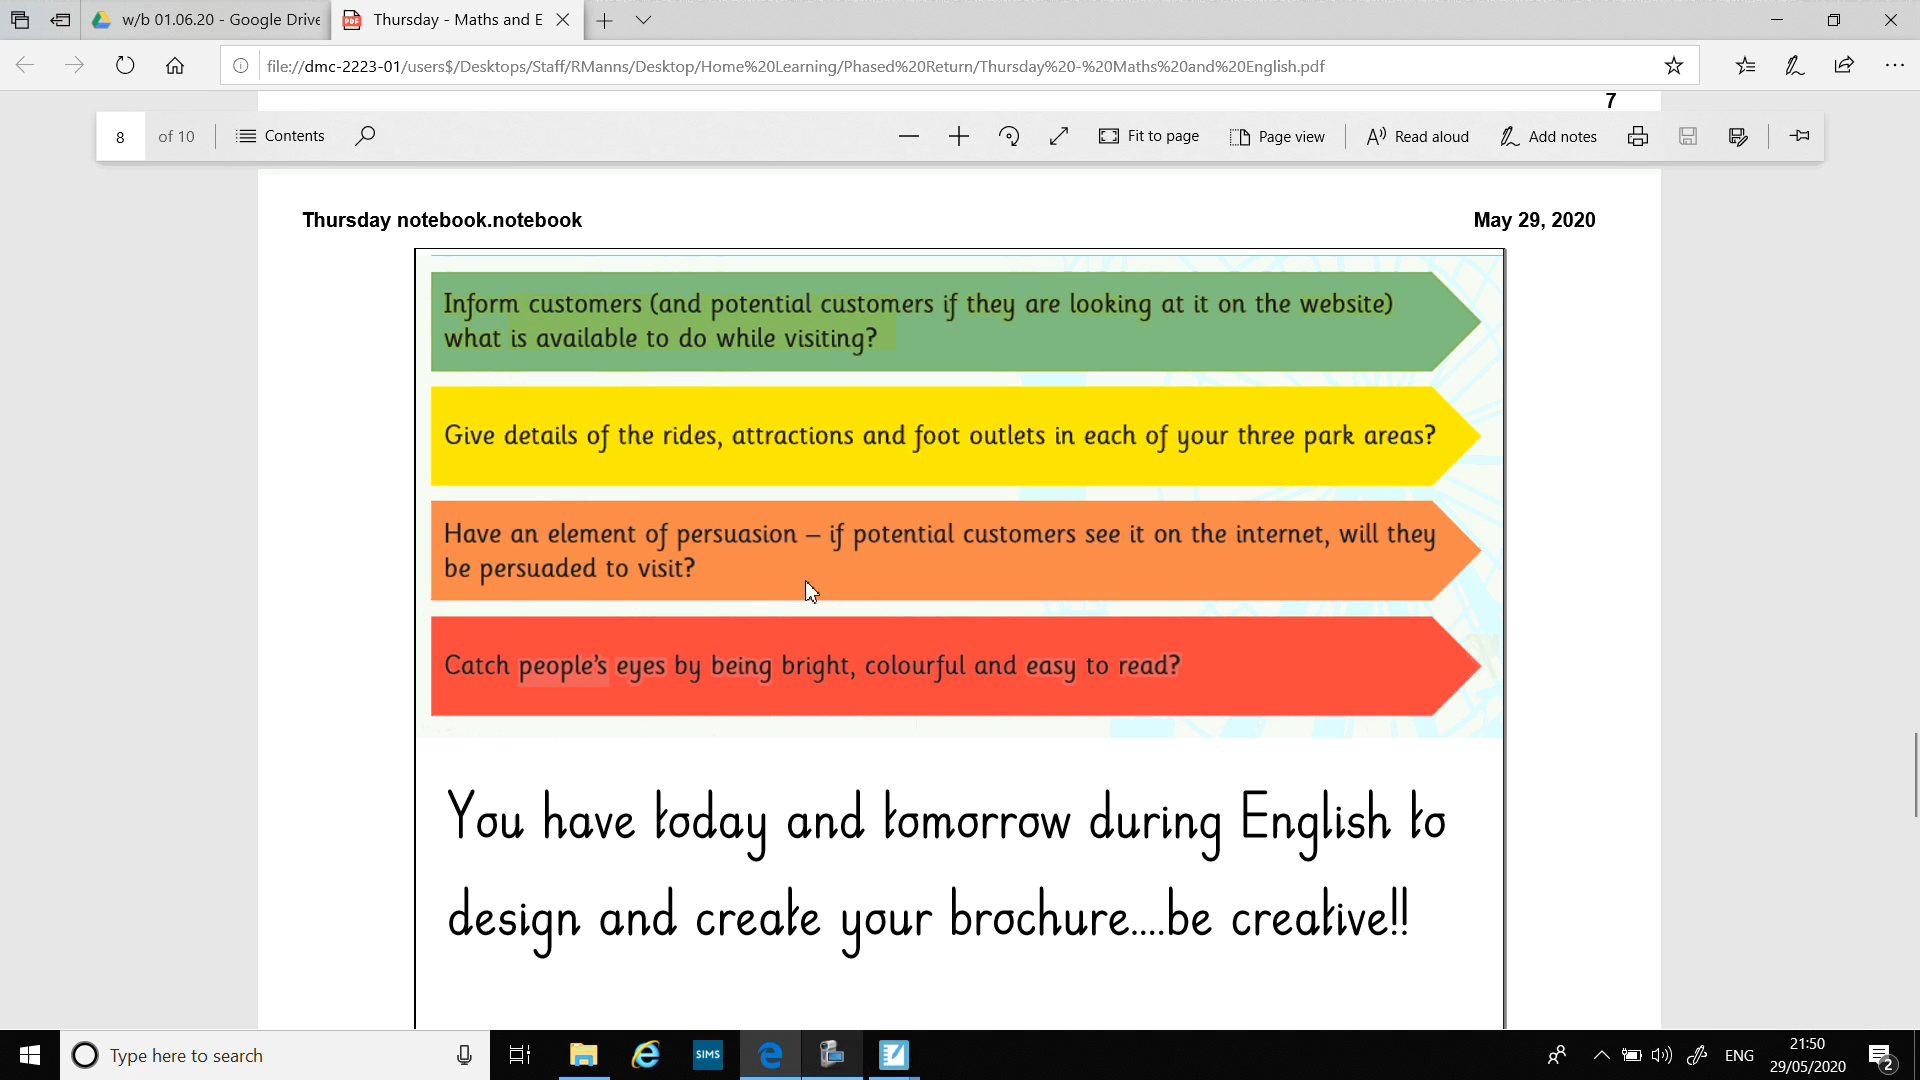 w/b 01.06.20 - Google Drive
Thursday - Maths and E
file://dmc-2223-01/users$/Desktops/Staff/RManns/Desktop/Home%20Learning/Phased%20Return/Thursday%20-%20Maths%20and%20English.pdf
7
8 of 10 Contents Fit to page Page view Read aloud Add notes
Thursday notebook.notebook May 29, 2020
Inform customers (and potential customers if they are looking at it on the website)
what is available to do while visiting?
Give details of the rides, attractions and foot outlets in each of your three park areas?
Have an element of persuasion – if potential customers see it on the internet, will they
be persuaded to visit?
Catch people's eyes by being bright, colourful and easy to read?
You have today and tomorrow during English to
design and create your brochure....be creative!!
Type here to search
SIMS
ENG
21:50
29/05/2020
2